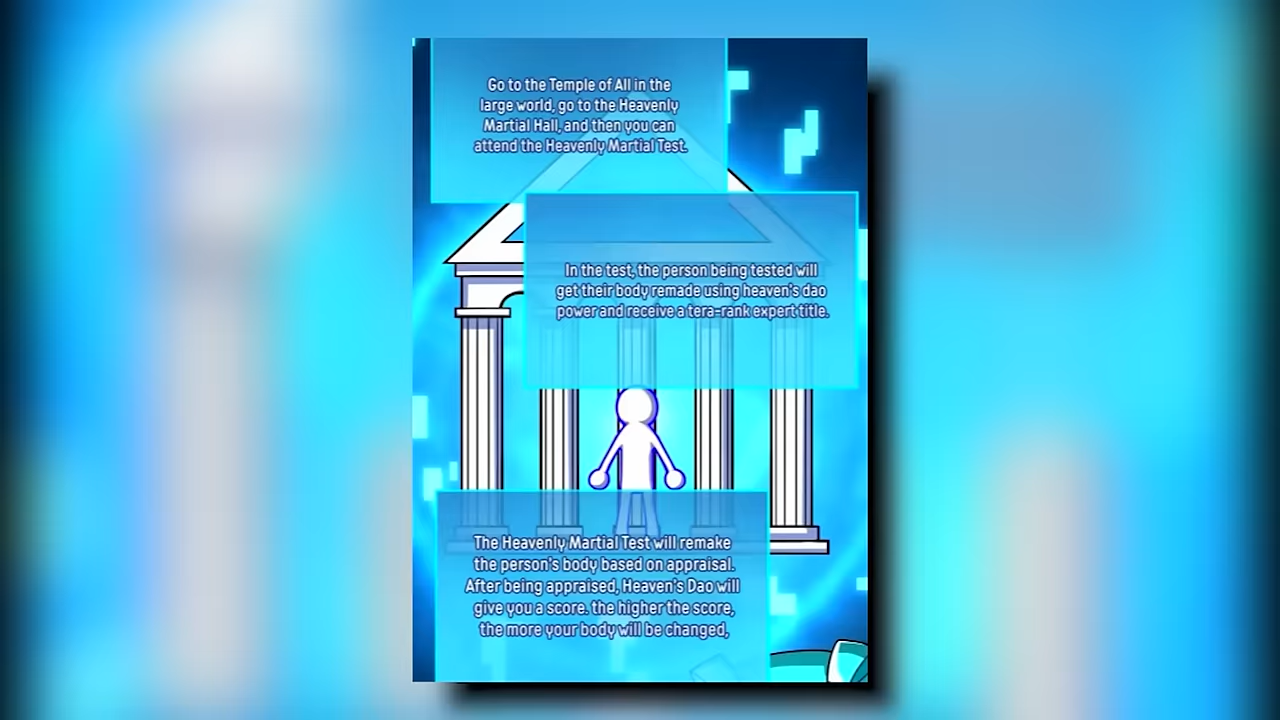 Go to the Temple of All in the
large world, go to the Heavenly
Martial Hall, and then you can
attend the Heavenly Martial Test.
In the test, the person being tested will
get their body remade using heaven's dao
power and receive a tera-rank expert title.
The Heavenly Martial Test will remake
the person's body based on appraisal.
After being appraised, Heaven's Dao will
give you a score. the higher the score,
the more your body will be changed,